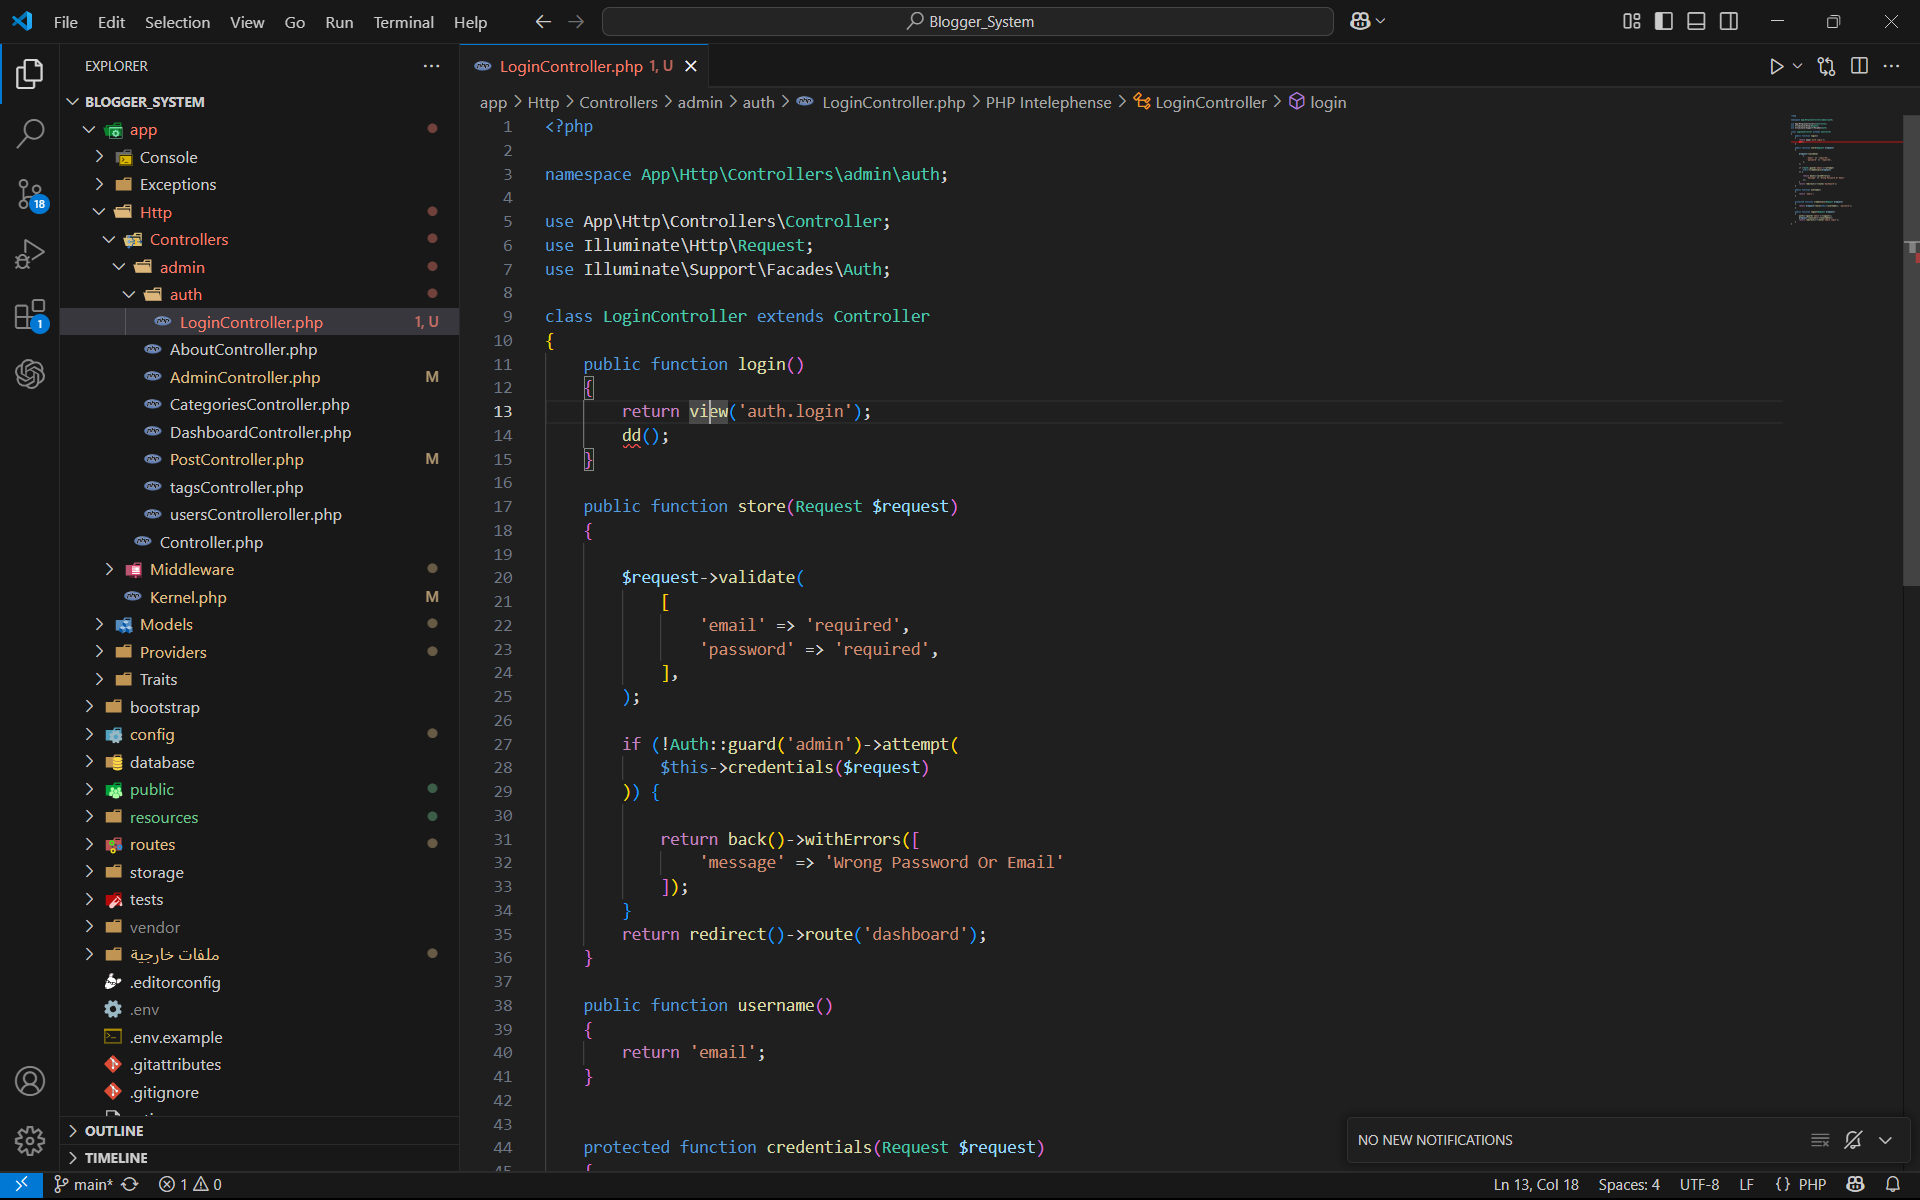 File Edit Selection View Go Run Terminal Help
Blogger_System
EXPLORER
BLOGGER_SYSTEM
app
Console
Exceptions
Http
Controllers
admin
auth
LoginController.php 1, U
AboutController.php
AdminController.php M
CategoriesController.php
DashboardController.php
PostController.php M
tagsController.php
usersControlleroller.php
Controller.php
Middleware
Kernel.php M
Models
Providers
Traits
bootstrap
config
database
public
resources
routes
storage
tests
vendor
ملفات خارجية
.editorconfig
.env
.env.example
.gitattributes
.gitignore
OUTLINE
TIMELINE
18
1
LoginController.php 1, U
app > Http > Controllers > admin > auth > LoginController.php > PHP Intelephense > LoginController > login
1 <?php
2
3 namespace App\Http\Controllers\admin\auth;
4
5 use App\Http\Controllers\Controller;
6 use Illuminate\Http\Request;
7 use Illuminate\Support\Facades\Auth;
8
9 class LoginController extends Controller
10 {
11 public function login()
12 {
13 return view('auth.login');
14 dd();
15 }
16
17 public function store(Request $request)
18 {
19
20 $request->validate(
21 [
22 'email' => 'required',
23 'password' => 'required',
24 ],
25 );
26
27 if (!Auth::guard('admin')->attempt(
28 $this->credentials($request)
29 )) {
30
31 return back()->withErrors([
32 'message' => 'Wrong Password Or Email'
33 ]);
34 }
35 return redirect()->route('dashboard');
36 }
37
38 public function username()
39 {
40 return 'email';
41 }
42
43
44 protected function credentials(Request $request)
45 {
NO NEW NOTIFICATIONS
main* 1 0
Ln 13, Col 18 Spaces: 4 UTF-8 LF {} PHP